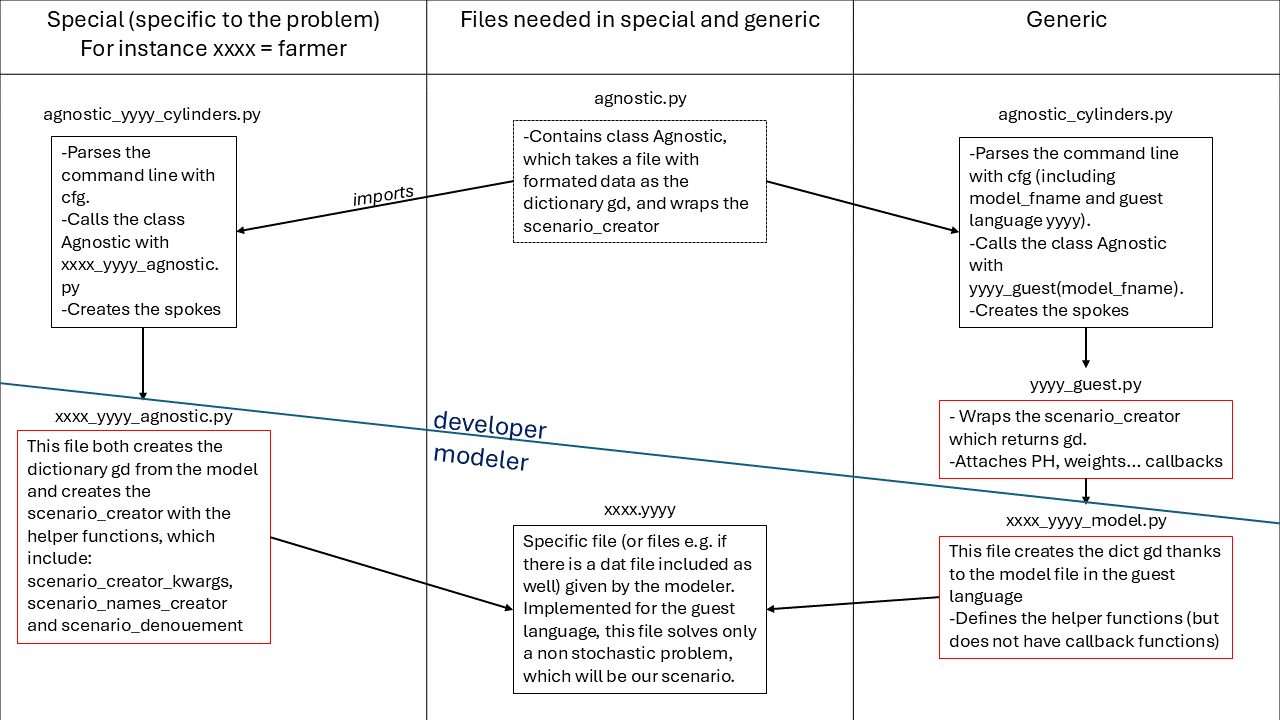 Special (specific to the problem)
For instance xxxx = farmer
Files needed in special and generic
Generic
agnostic_yyyy_cylinders.py
-Parses the
command line with
cfg.
-Calls the class
Agnostic with
xxxx_yyyy_agnostic.
py
-Creates the spokes
imports
agnostic.py
-Contains class Agnostic,
which takes a file with
formated data as the
dictionary gd, and wraps the
scenario_creator
agnostic_cylinders.py
-Parses the command line
with cfg (including
model_fname and guest
language yyyy).
-Calls the class Agnostic
with
yyyy_guest(model_fname).
-Creates the spokes
yyyy_guest.py
- Wraps the scenario_creator
which returns gd.
-Attaches PH, weights... callbacks
developer
modeler
xxxx_yyyy_agnostic.py
This file both creates the
dictionary gd from the model
and creates the
scenario_creator with the
helper functions, which
include:
scenario_creator_kwargs,
scenario_names_creator
and scenario_denouement
xxxx.yyyy
Specific file (or files e.g. if
there is a dat file included as
well) given by the modeler.
Implemented for the guest
language, this file solves only
a non stochastic problem,
which will be our scenario.
xxxx_yyyy_model.py
This file creates the dict gd thanks
to the model file in the guest
language
-Defines the helper functions (but
does not have callback functions)